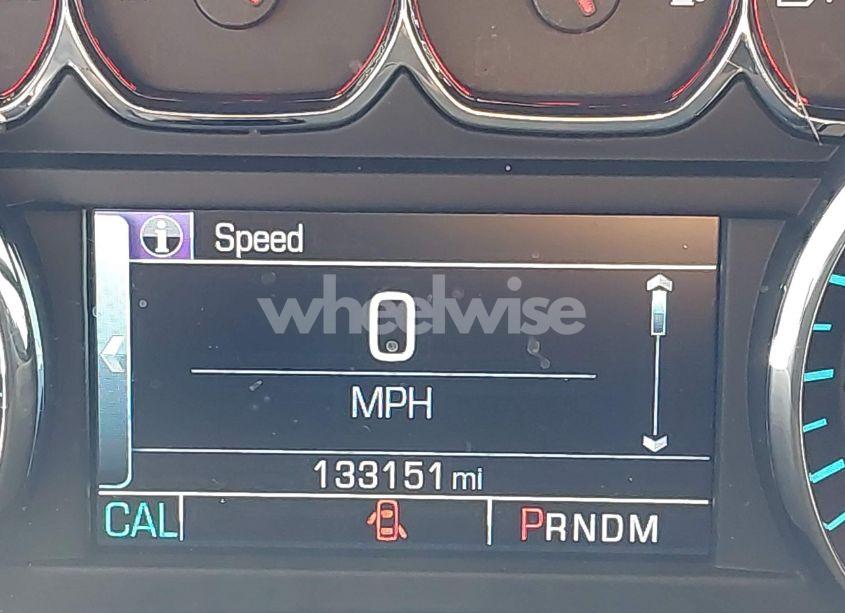 i Speed
0
wheelwise
MPH
133151 mi
CAL
PRNDM